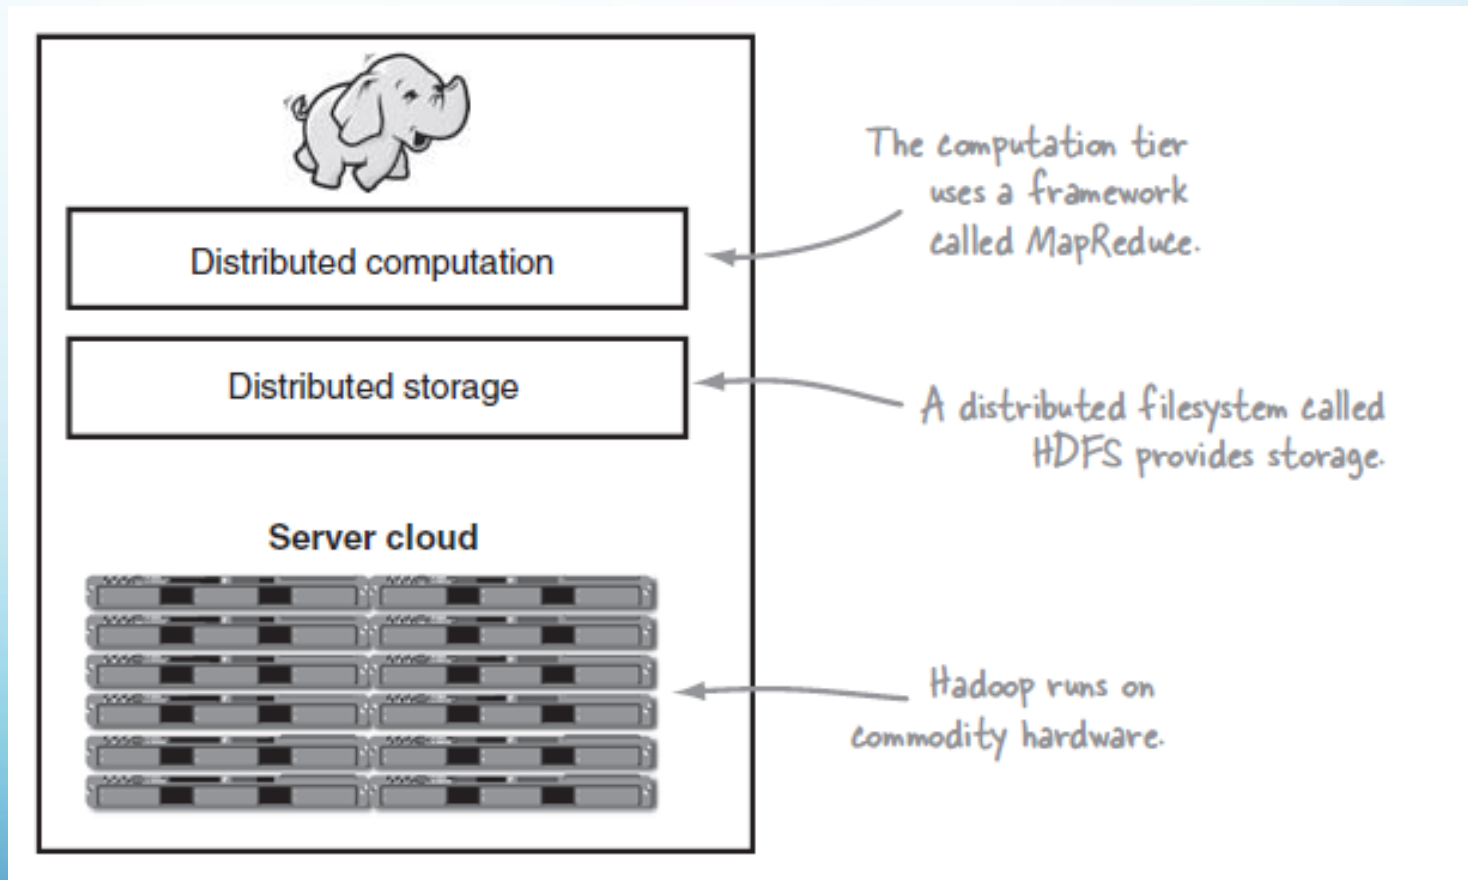 Distributed computation
The computation tier
uses a framework
called MapReduce.
Distributed storage
A distributed filesystem called
HDFS provides storage.
Server cloud
Hadoop runs on
commodity hardware.